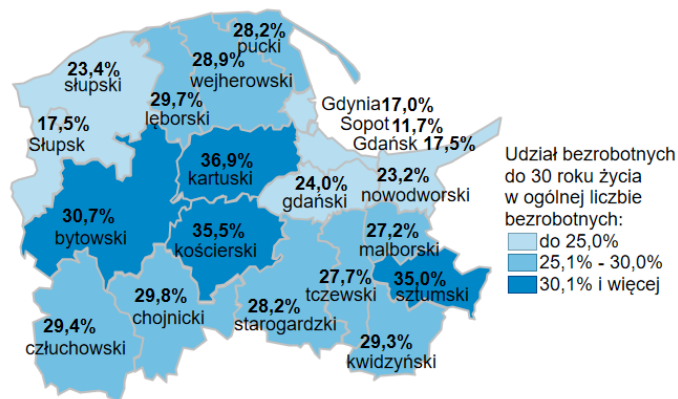 28,2%
pucki
28,9%
wejherowski
23,4%
słupski
29,7%
lęborski
Gdynia 17,0%
Sopot 11,7%
Gdańsk 17,5%
17,5%
Słupsk
36,9%
kartuski
24,0%
gdański
23,2%
nowodworski
30,7%
bytowski
35,5%
kościerski
27,2%
malborski
27,7%
tczewski
35,0%
sztumski
29,8%
chojnicki
28,2%
starogardzki
29,4%
człuchowski
29,3%
kwidzyński
Udział bezrobotnych
do 30 roku życia
w ogólnej liczbie
bezrobotnych:
do 25,0%
25,1% - 30,0%
30,1% i więcej